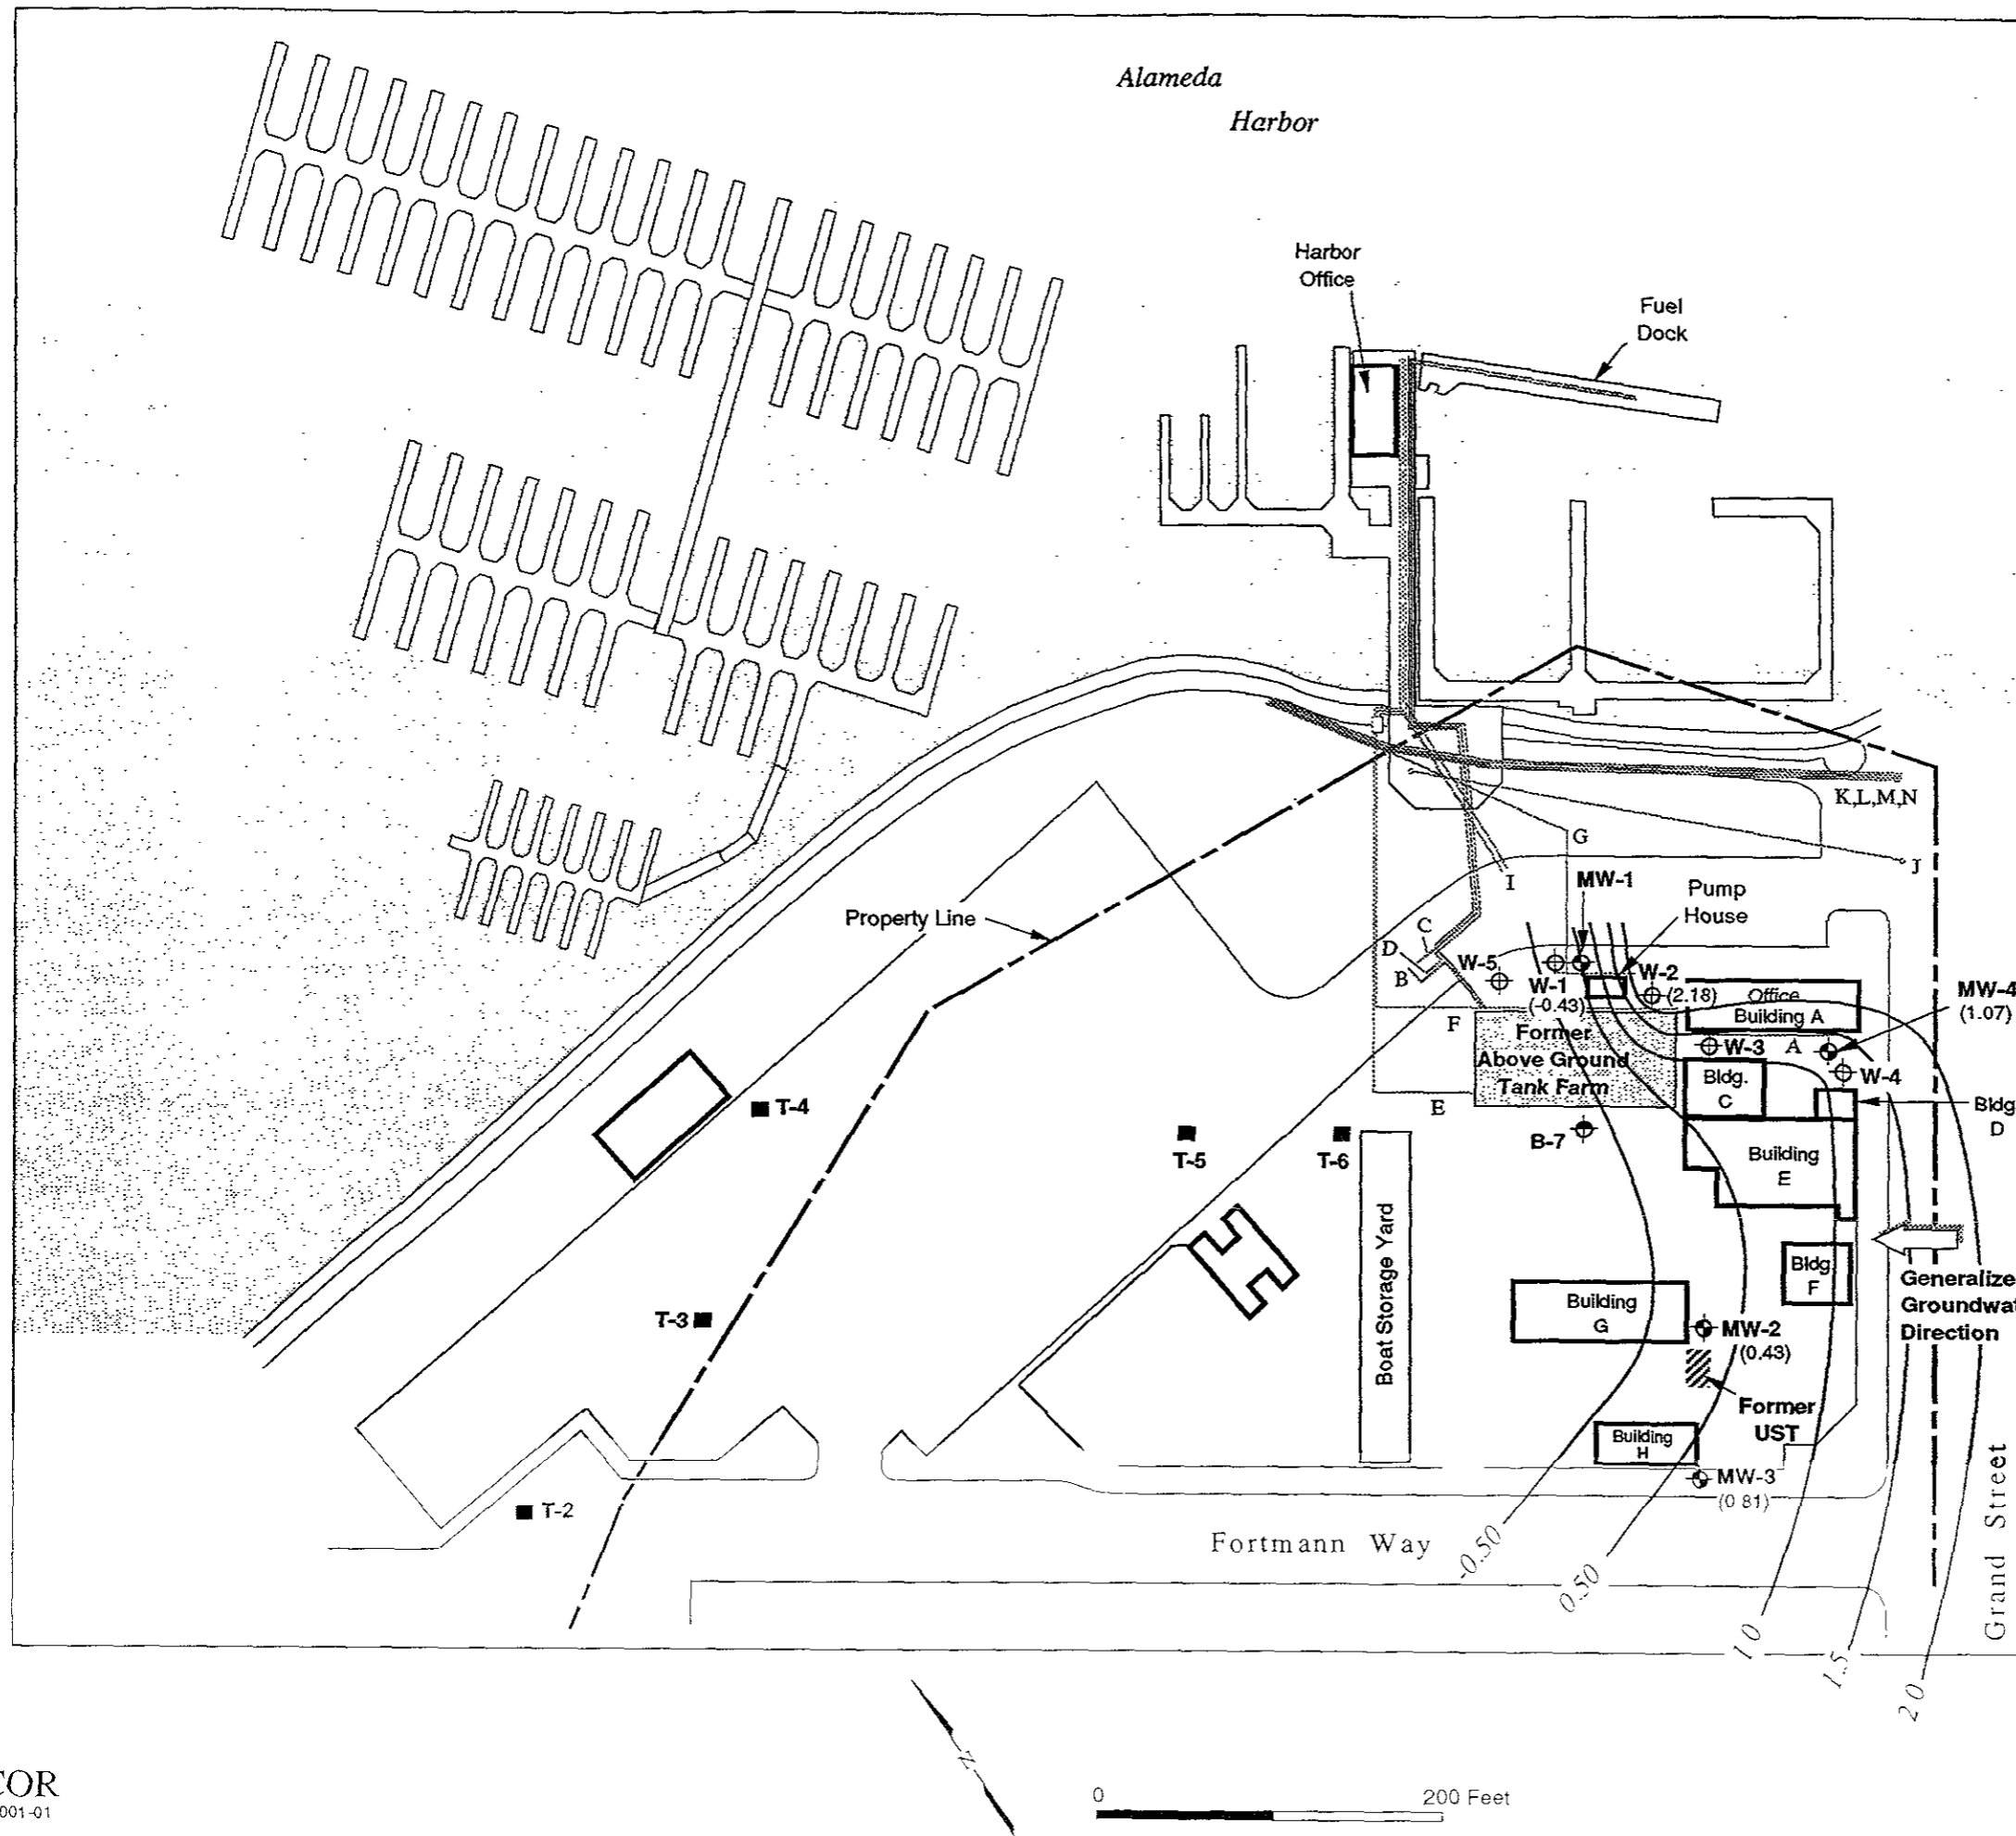 Alameda
Harbor
Harbor
Office
Fuel
Dock
K,L,M,N
G
J
I
MW-1
Pump
House
Property Line
C
D
B
W-5
W-1
(-0.43)
W-2
(2.18)
Office
Building A
MW-4
(1.07)
F
Former
Above Ground
Tank Farm
W-3
A
W-4
Bldg.
C
Bldg
D
E
T-4
B-7
T-5
T-6
Building
E
Boat Storage Yard
Bldg
F
Generalize
Groundwat
Direction
T-3
Building
G
MW-2
(0.43)
Former
UST
Building
H
MW-3
(0 81)
T-2
Fortmann Way
Grand Street
-0.50
0.50
1 0
1.5
2 0
N
COR
001-01
0
200 Feet